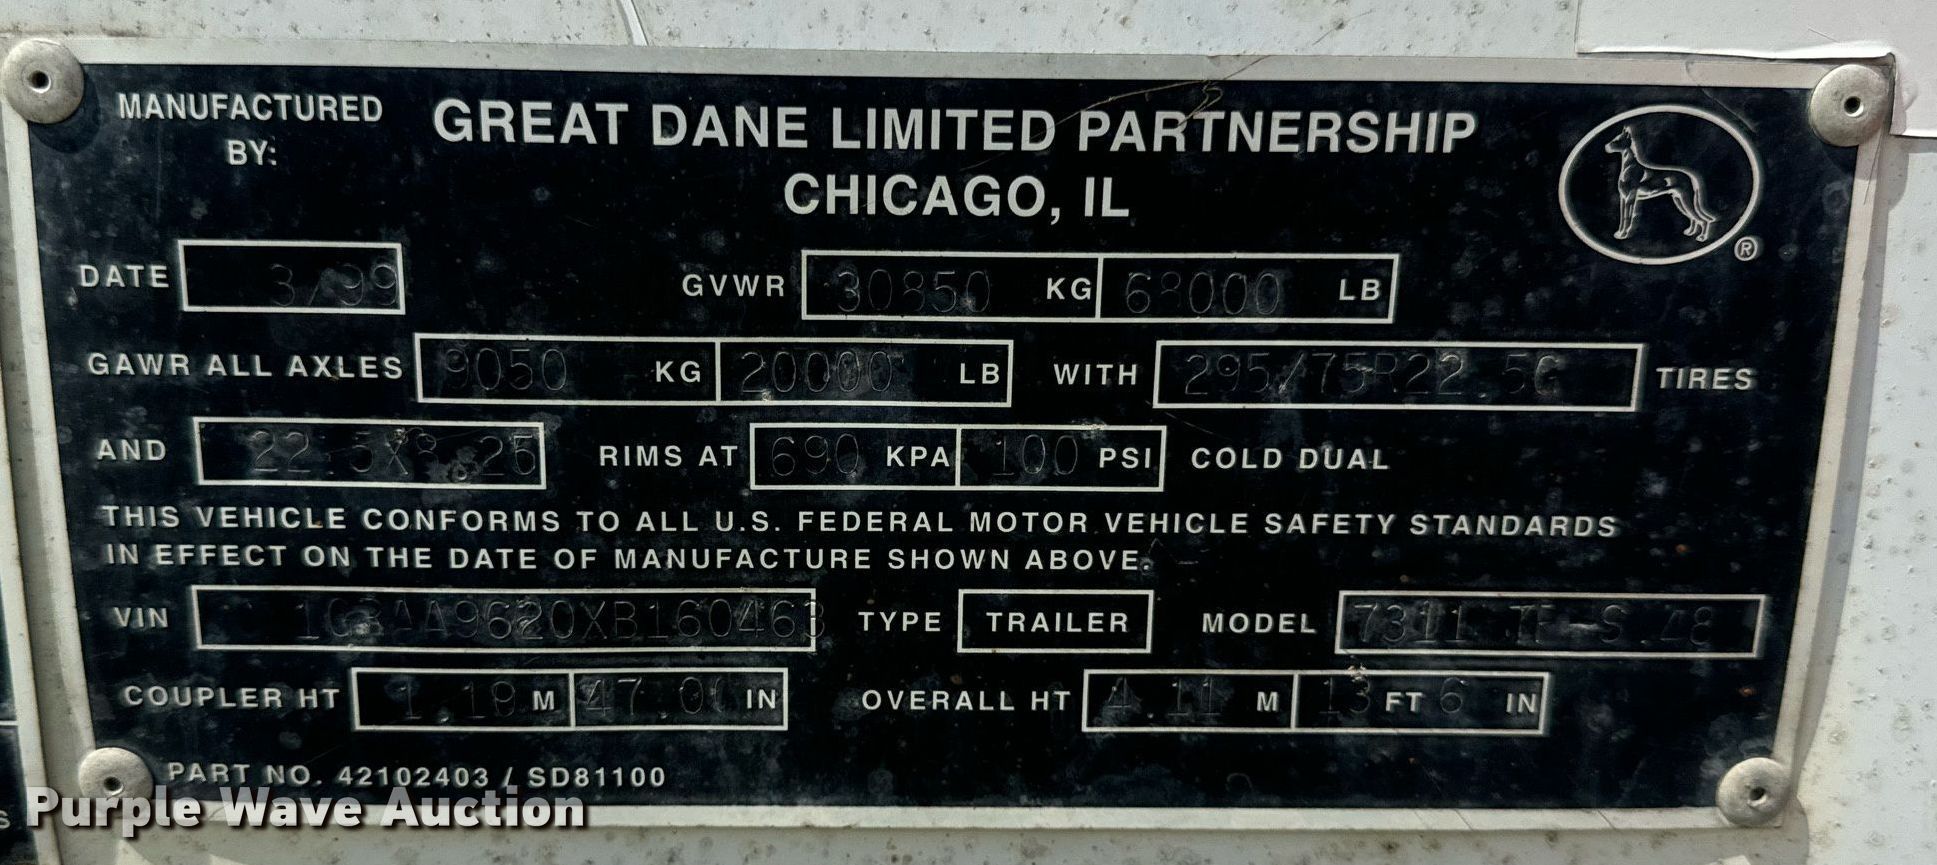 MANUFACTURED BY: GREAT DANE LIMITED PARTNERSHIP
CHICAGO, IL
®
DATE 3/99 GVWR 30850 KG 68000 LB
GAWR ALL AXLES 9050 KG 20000 LB WITH 295/75R22.5G TIRES
AND 22.5X8.25 RIMS AT 690 KPA 100 PSI COLD DUAL
THIS VEHICLE CONFORMS TO ALL U.S. FEDERAL MOTOR VEHICLE SAFETY STANDARDS
IN EFFECT ON THE DATE OF MANUFACTURE SHOWN ABOVE.
VIN TYPE TRAILER MODEL
COUPLER HT 1.19 M 47.00 IN OVERALL HT 4.11 M 13 FT 6 IN
PART NO. 42102403 / SD81100
Purple Wave Auction